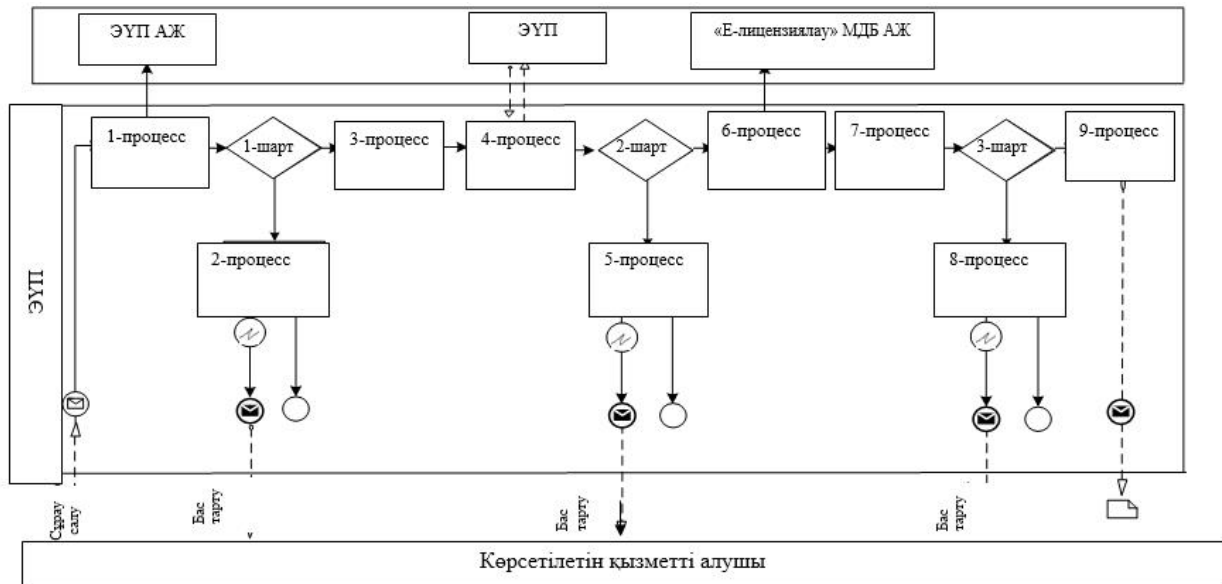 ЭҮП АЖ
ЭҮП
«Е-лицензиялау» МДБ АЖ
ЭҮП
1-процесс
1-шарт
3-процесс
4-процесс
2-шарт
6-процесс
7-процесс
3-шарт
9-процесс
2-процесс
5-процесс
8-процесс
Сұрау
салу
Бас
тарту
Бас
тарту
Бас
тарту
Көрсетілетін қызметті алушы